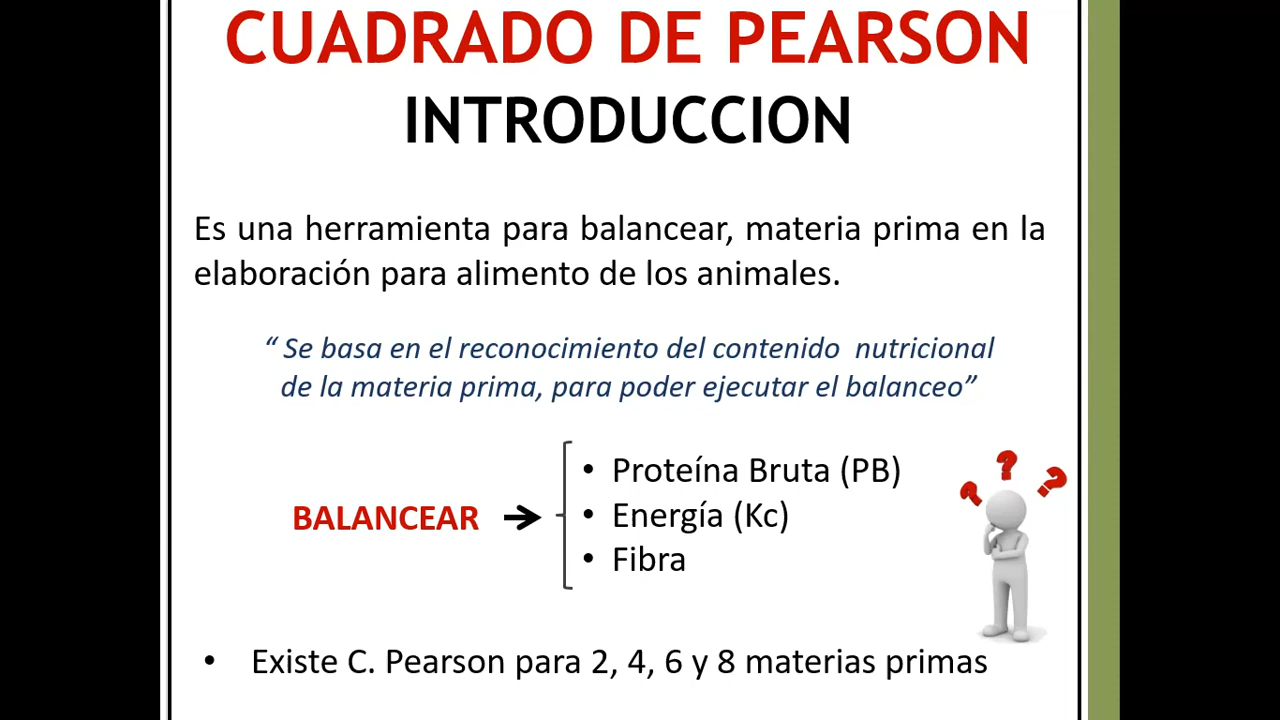 CUADRADO DE PEARSON
INTRODUCCION
Es una herramienta para balancear, materia prima en la
elaboración para alimento de los animales.
“ Se basa en el reconocimiento del contenido nutricional
de la materia prima, para poder ejecutar el balanceo”
BALANCEAR
• Proteína Bruta (PB)
• Energía (Kc)
• Fibra
? ? ?
• Existe C. Pearson para 2, 4, 6 y 8 materias primas